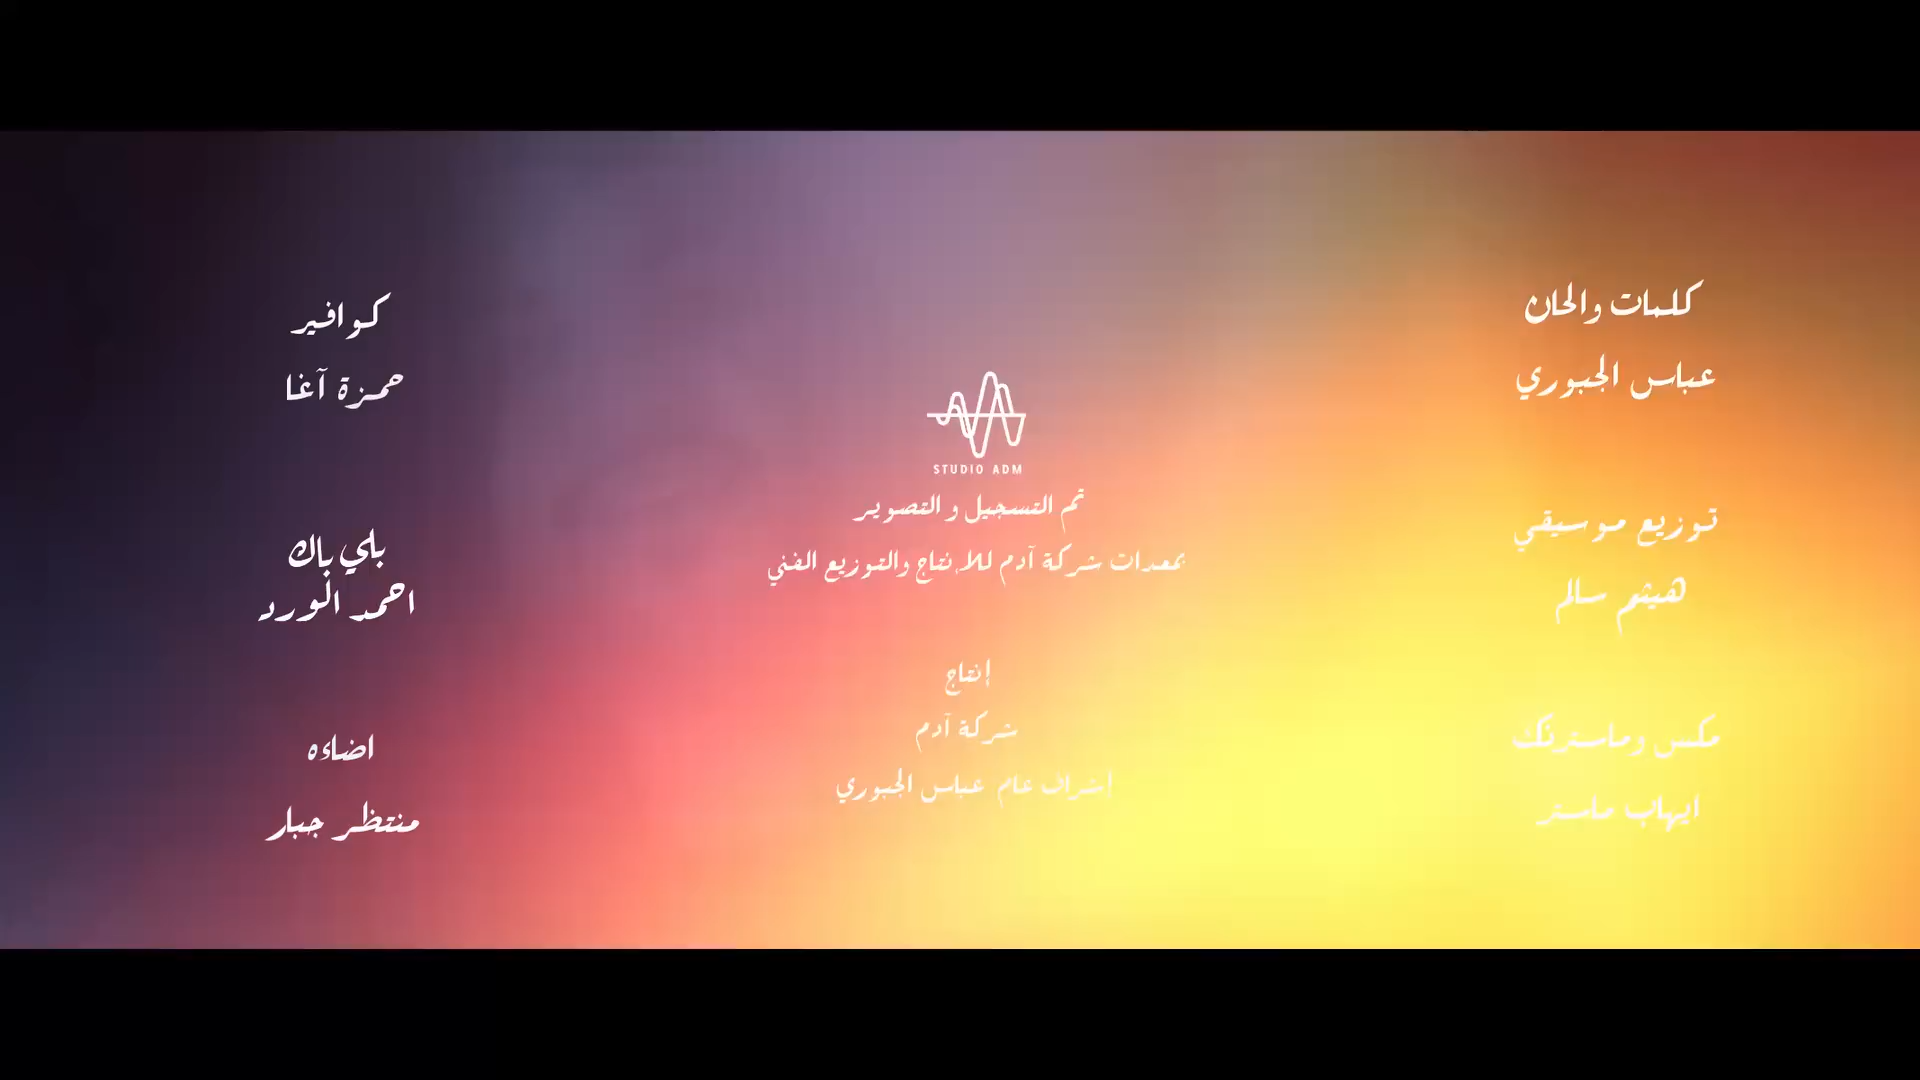 كلمات والحان
عباس الجبوري
توزيع موسيقي
هيثم سالم
مكس وماسترنك
ايهاب ماستر
STUDIO ADM
تم التسجيل و التصوير
بمعدات شركة آدم للإنتاج والتوزيع الفني
إنتاج
شركة آدم
إشراف عام عباس الجبوري
كوافير
حمزة آغا
بلي باك
احمد الورد
اضاءه
منتظر جبار